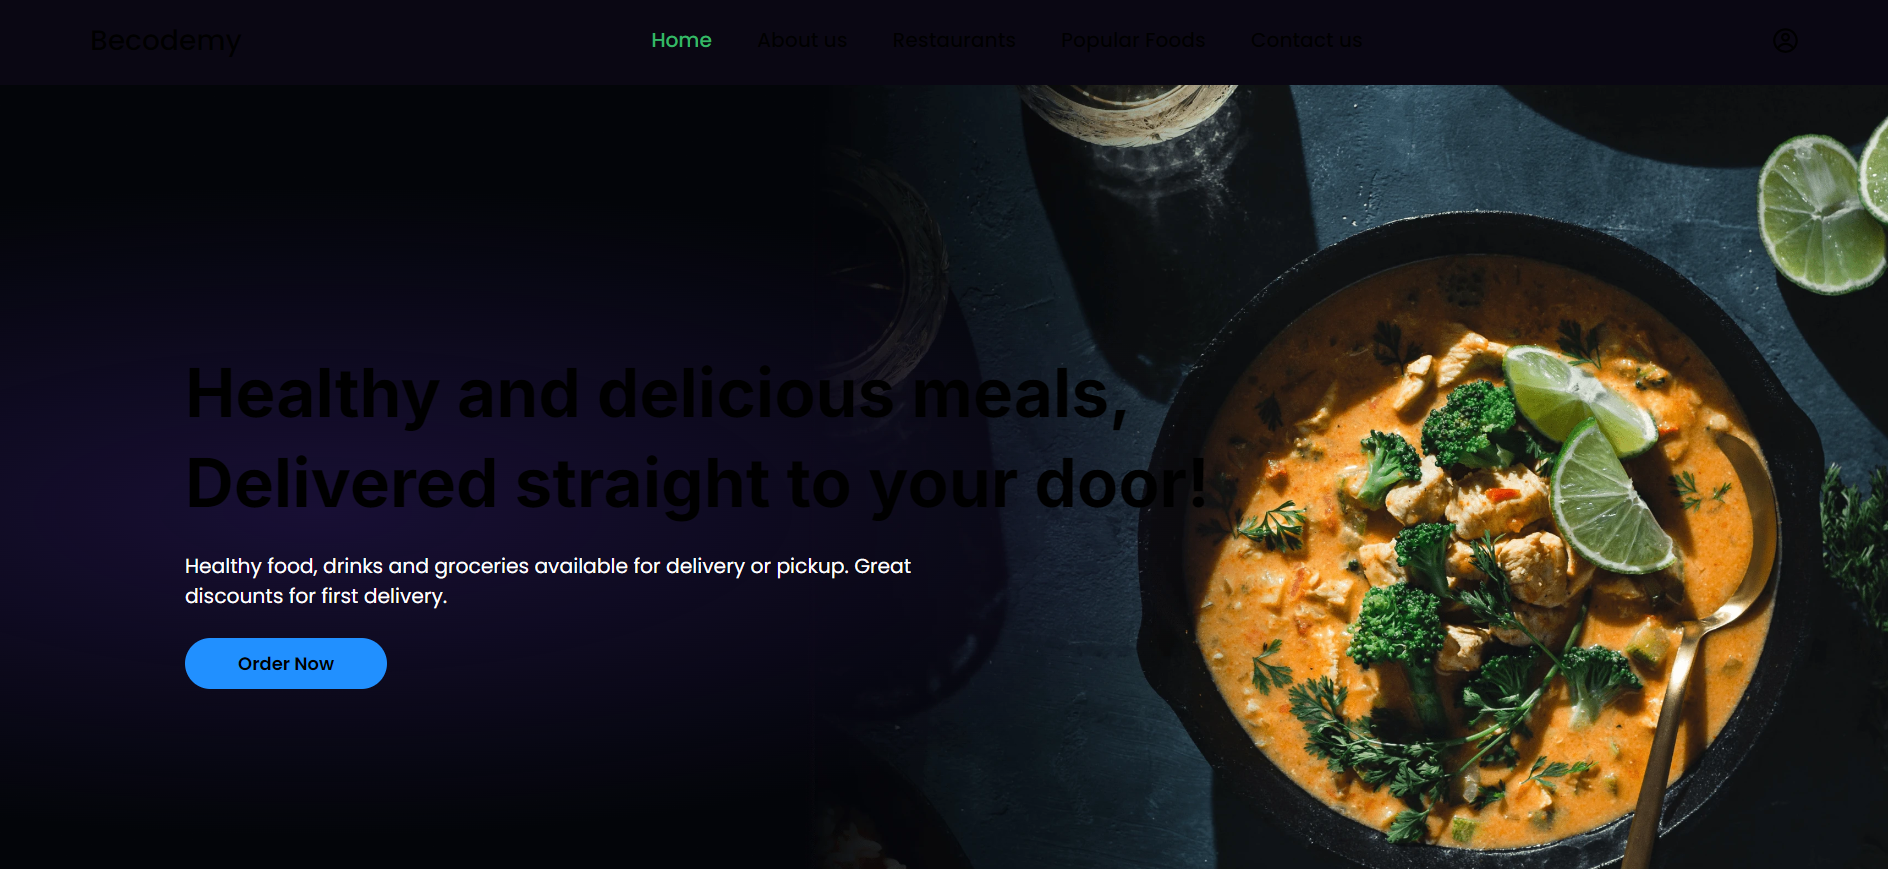 Becodemy
Home About us Restaurants Popular Foods Contact us
Healthy and delicious meals,
Delivered straight to your door!
Healthy food, drinks and groceries available for delivery or pickup. Great
discounts for first delivery.
Order Now